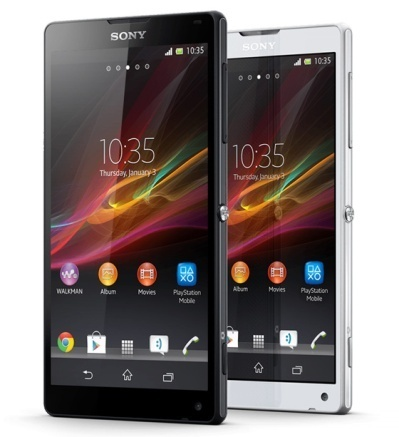 SONY
10:35
10:35
Thursday, January 3
WALKMAN
Album
Movies
PlayStation
Mobile
SONY
10:35
10:35
Thursday, January 3
Album
Movies
PlayStation
Mobile